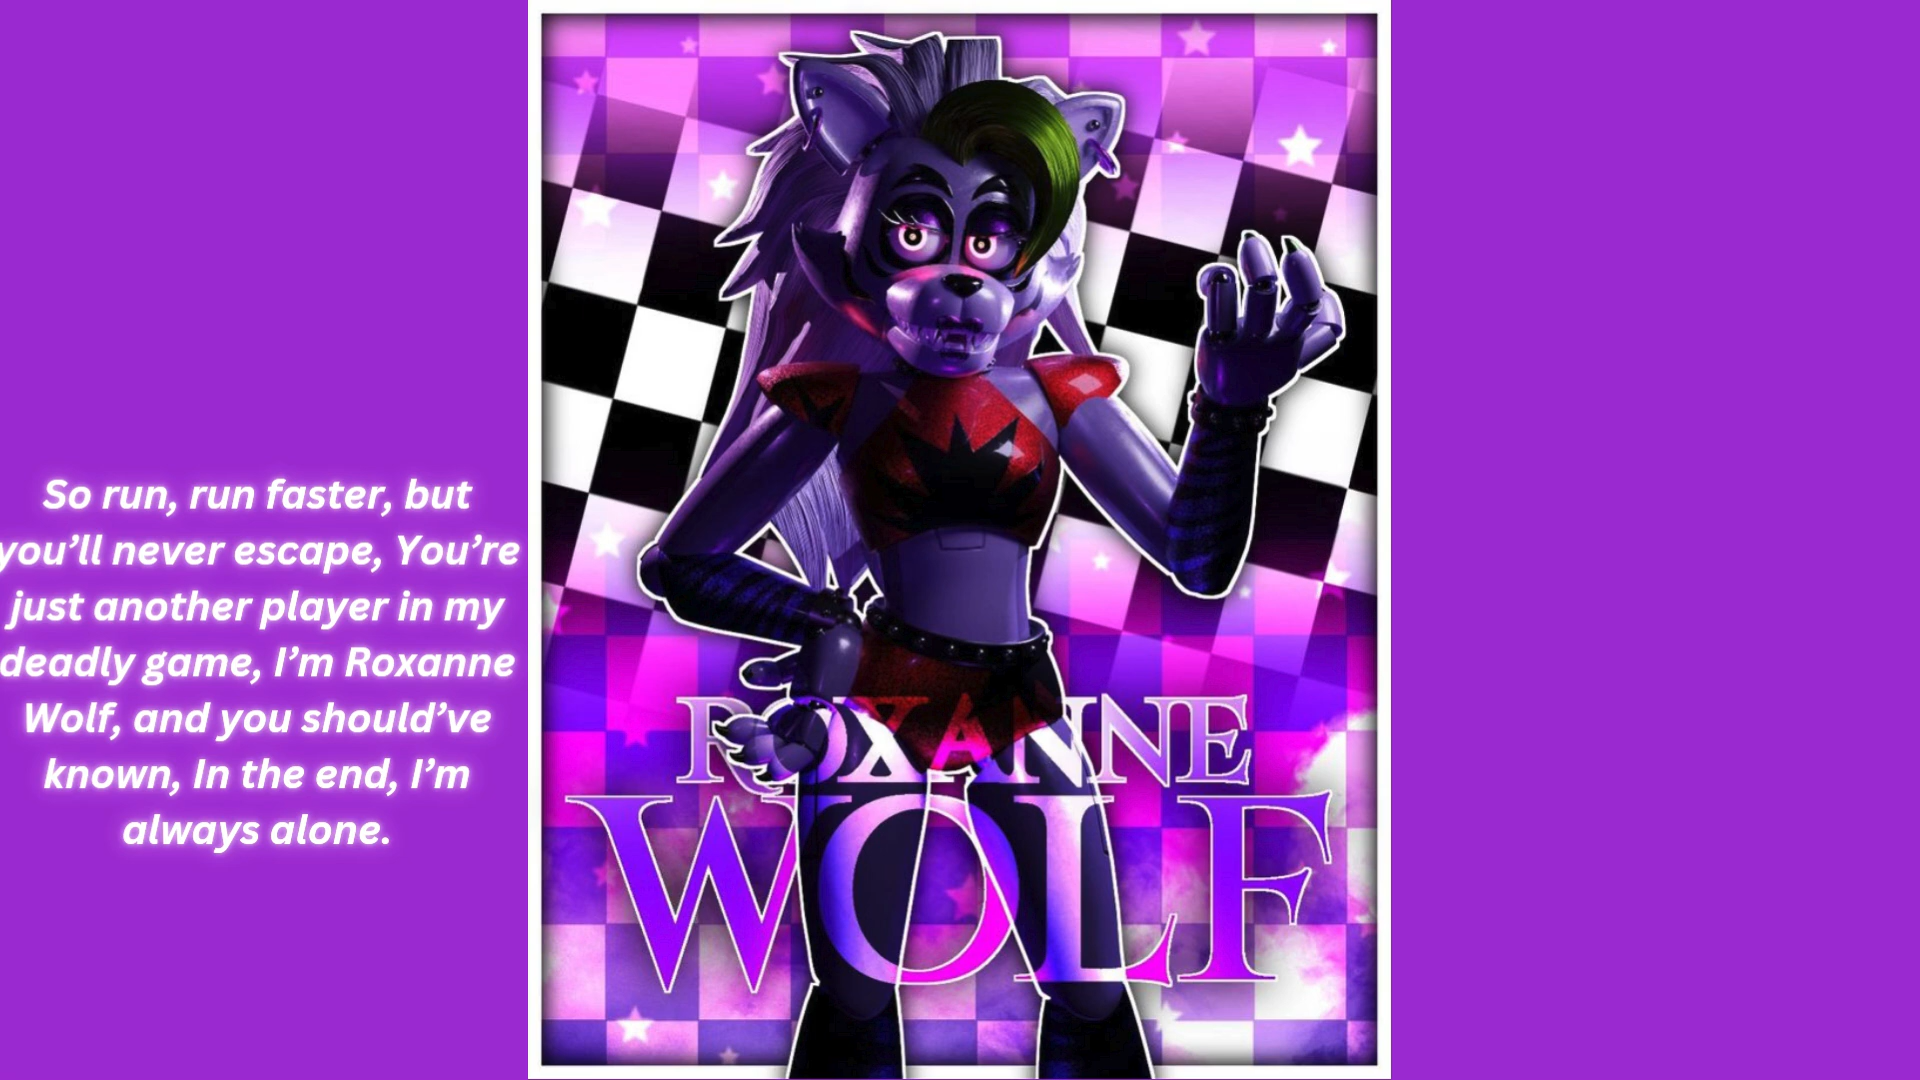 So run, run faster, but
you’ll never escape, You’re
just another player in my
deadly game, I’m Roxanne
Wolf, and you should’ve
known, In the end, I’m
always alone.
ROXANNE
WOLF